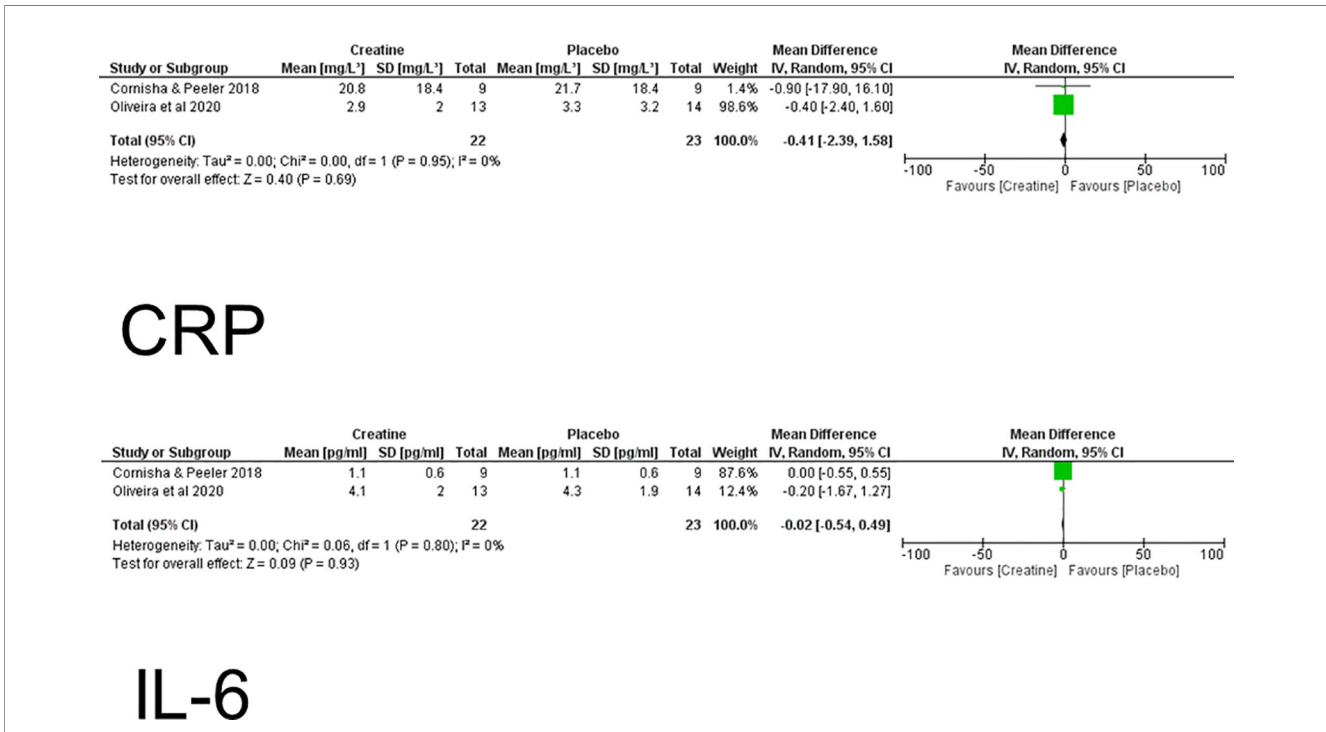 Creatine Placebo Mean Difference Mean Difference
Study or Subgroup Mean [mg/L³] SD [mg/L³] Total Mean [mg/L³] SD [mg/L³] Total Weight IV, Random, 95% CI IV, Random, 95% CI
Cornisha & Peeler 2018 20.8 18.4 9 21.7 18.4 9 1.4% -0.90 [-17.90, 16.10]
Oliveira et al 2020 2.9 2 13 3.3 3.2 14 98.6% -0.40 [-2.40, 1.60]
Total (95% CI) 22 23 100.0% -0.41 [-2.39, 1.58]
Heterogeneity: Tau² = 0.00; Chi² = 0.00, df = 1 (P = 0.95); I² = 0%
Test for overall effect: Z = 0.40 (P = 0.69)
-100 -50 0 50 100
Favours [Creatine] Favours [Placebo]
CRP
Creatine Placebo Mean Difference Mean Difference
Study or Subgroup Mean [pg/ml] SD [pg/ml] Total Mean [pg/ml] SD [pg/ml] Total Weight IV, Random, 95% CI IV, Random, 95% CI
Cornisha & Peeler 2018 1.1 0.6 9 1.1 0.6 9 87.6% 0.00 [-0.55, 0.55]
Oliveira et al 2020 4.1 2 13 4.3 1.9 14 12.4% -0.20 [-1.67, 1.27]
Total (95% CI) 22 23 100.0% -0.02 [-0.54, 0.49]
Heterogeneity: Tau² = 0.00; Chi² = 0.06, df = 1 (P = 0.80); I² = 0%
Test for overall effect: Z = 0.09 (P = 0.93)
-100 -50 0 50 100
Favours [Creatine] Favours [Placebo]
IL-6